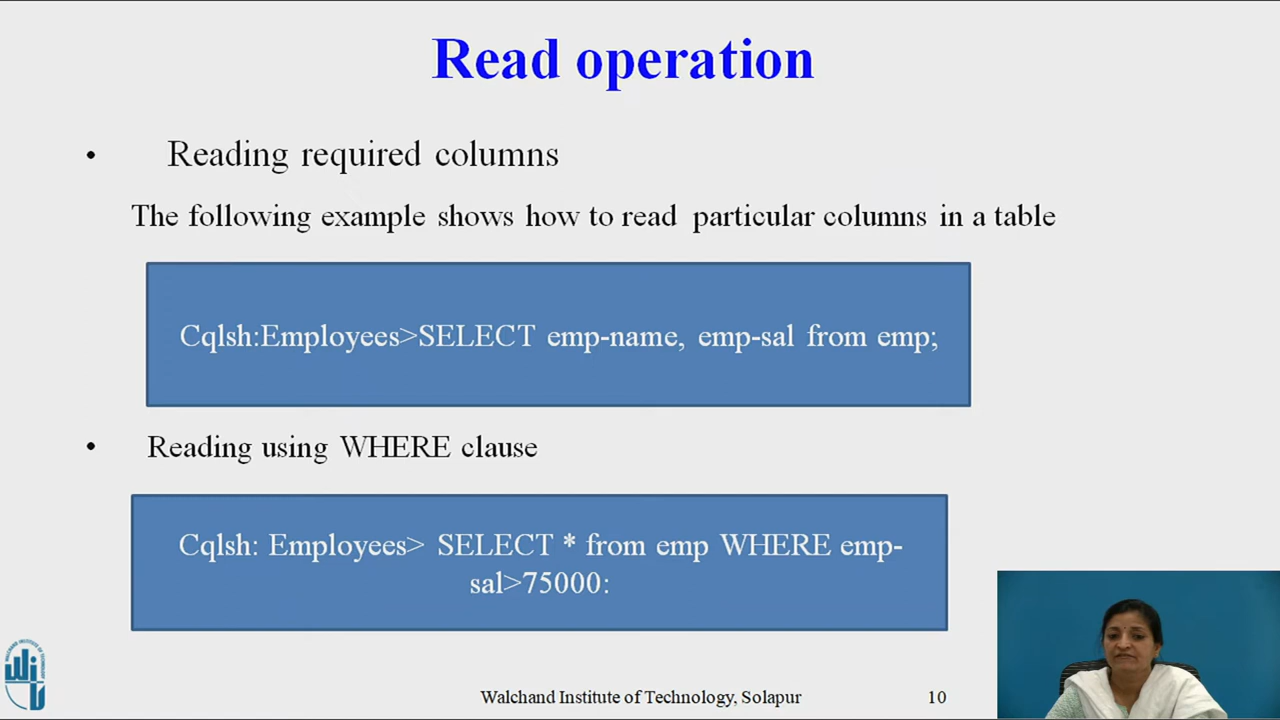 Read operation
• Reading required columns
The following example shows how to read particular columns in a table
Cqlsh:Employees>SELECT emp-name, emp-sal from emp;
• Reading using WHERE clause
Cqlsh: Employees> SELECT * from emp WHERE emp-
sal>75000:
Walchand Institute of Technology, Solapur 10